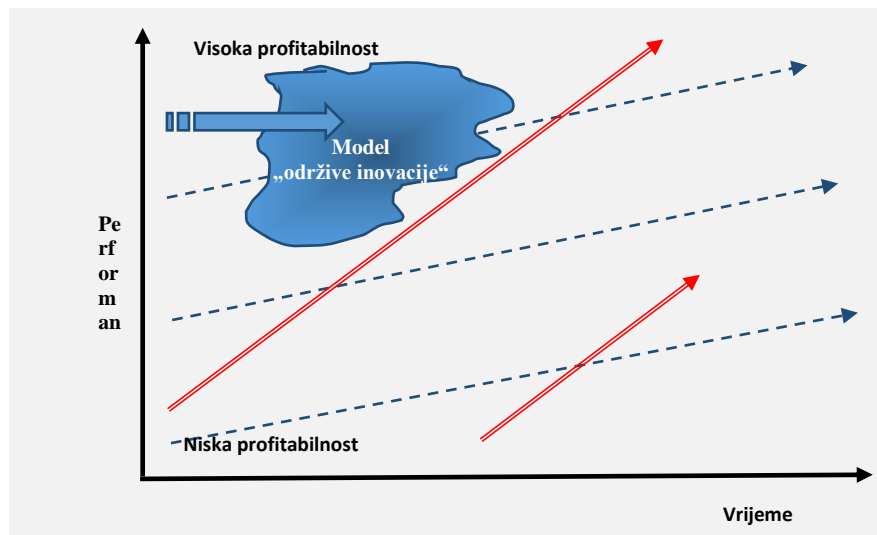 Visoka profitabilnost
Model
„održive inovacije“
Pe
rf
or
m
an
Niska profitabilnost
Vrijeme